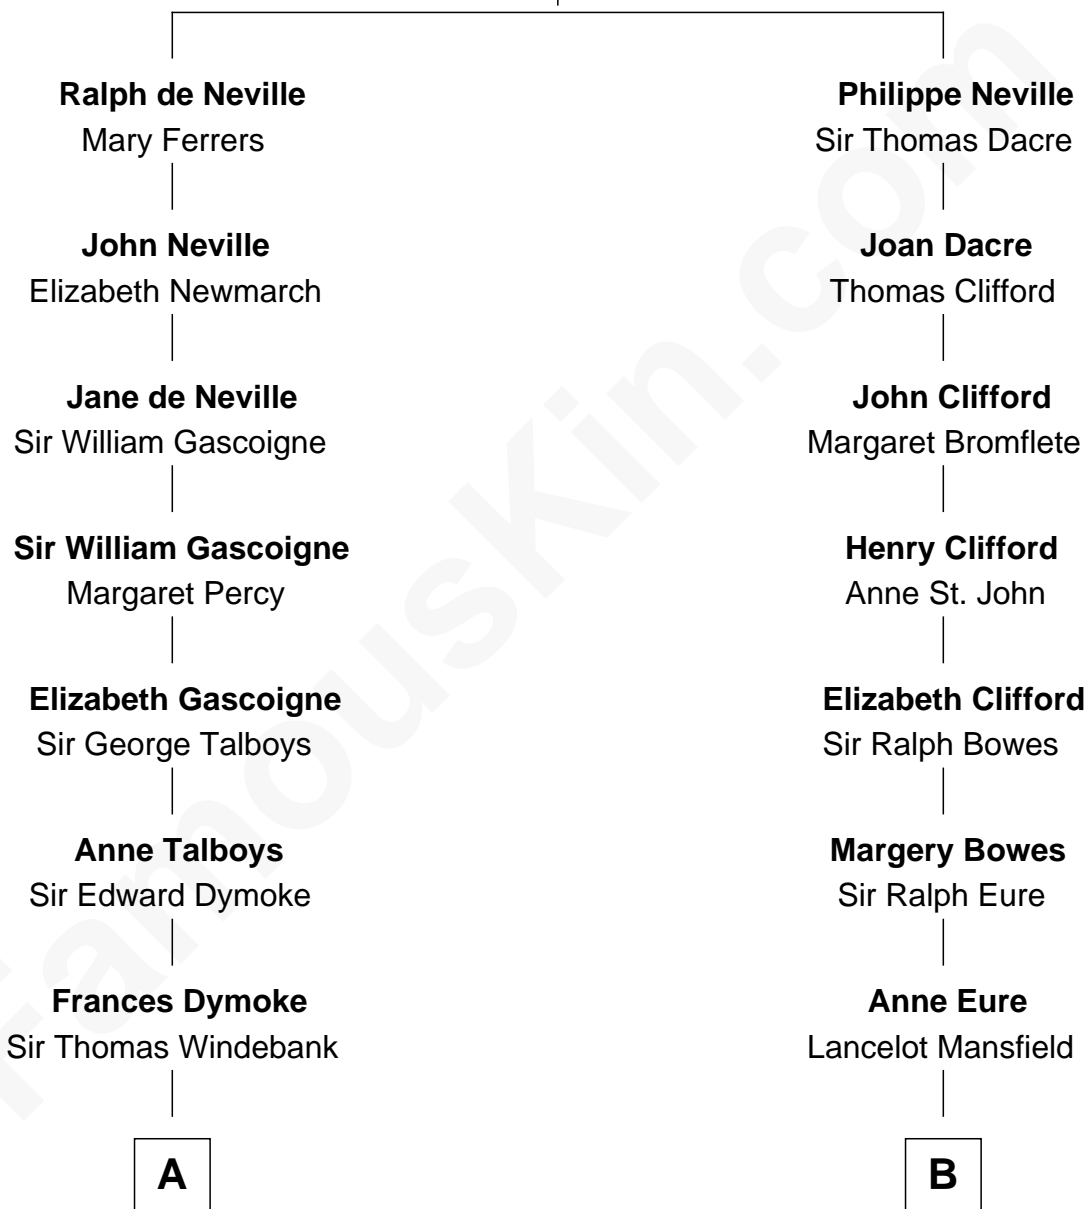 Ralph de Neville
Mary Ferrers
John Neville
Elizabeth Newmarch
Jane de Neville
Sir William Gascoigne
Sir William Gascoigne
Margaret Percy
Elizabeth Gascoigne
Sir George Talboys
Anne Talboys
Sir Edward Dymoke
Frances Dymoke
Sir Thomas Windebank
A
Philippe Neville
Sir Thomas Dacre
Joan Dacre
Thomas Clifford
John Clifford
Margaret Bromflete
Henry Clifford
Anne St. John
Elizabeth Clifford
Sir Ralph Bowes
Margery Bowes
Sir Ralph Eure
Anne Eure
Lancelot Mansfield
B
FamousKin.com